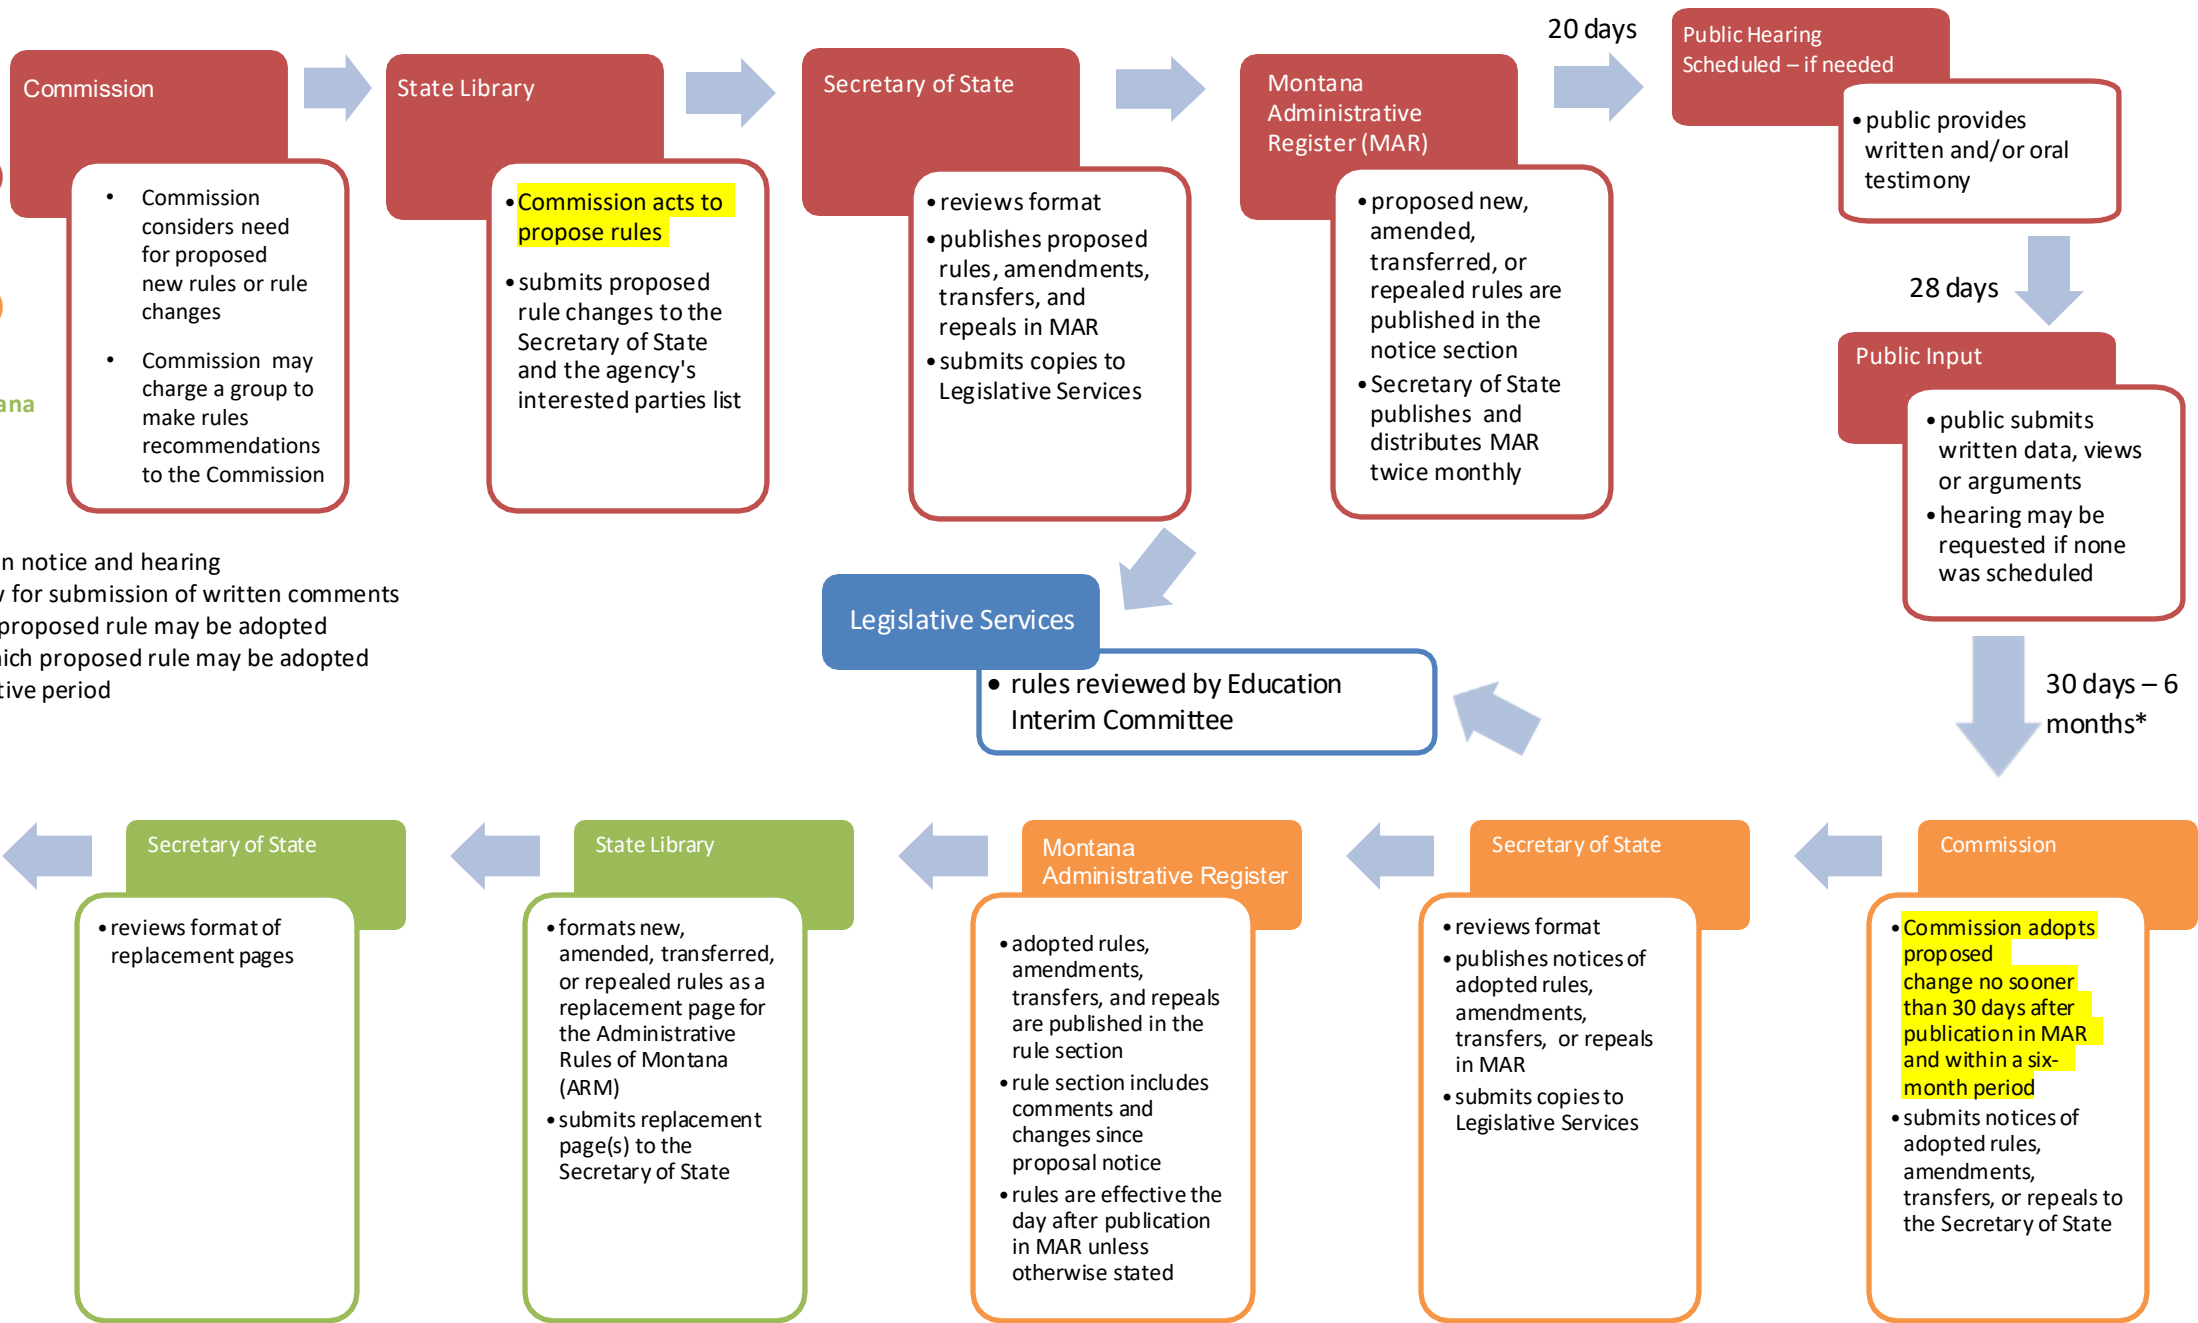 Commission
• Commission
considers need
for proposed
new rules or rule
changes
• Commission may
charge a group to
make rules
recommendations
to the Commission
State Library
• Commission acts to
propose rules
• submits proposed
rule changes to the
Secretary of State
and the agency's
interested parties list
Secretary of State
• reviews format
• publishes proposed
rules, amendments,
transfers, and
repeals in MAR
• submits copies to
Legislative Services
Montana
Administrative
Register (MAR)
• proposed new,
amended,
transferred, or
repealed rules are
published in the
notice section
• Secretary of State
publishes and
distributes MAR
twice monthly
20 days
Public Hearing
Scheduled – if needed
• public provides
written and/or oral
testimony
28 days
Public Input
• public submits
written data, views
or arguments
• hearing may be
requested if none
was scheduled
30 days – 6
months*
ana
n notice and hearing
for submission of written comments
proposed rule may be adopted
ich proposed rule may be adopted
tive period
Legislative Services
• rules reviewed by Education
Interim Committee
Secretary of State
• reviews format of
replacement pages
State Library
• formats new,
amended, transferred,
or repealed rules as a
replacement page for
the Administrative
Rules of Montana
(ARM)
• submits replacement
page(s) to the
Secretary of State
Montana
Administrative Register
• adopted rules,
amendments,
transfers, and repeals
are published in the
rule section
• rule section includes
comments and
changes since
proposal notice
• rules are effective the
day after publication
in MAR unless
otherwise stated
Secretary of State
• reviews format
• publishes notices of
adopted rules,
amendments,
transfers, or repeals
in MAR
• submits copies to
Legislative Services
Commission
• Commission adopts
proposed
change no sooner
than 30 days after
publication in MAR
and within a six-
month period
• submits notices of
adopted rules,
amendments,
transfers, or repeals to
the Secretary of State